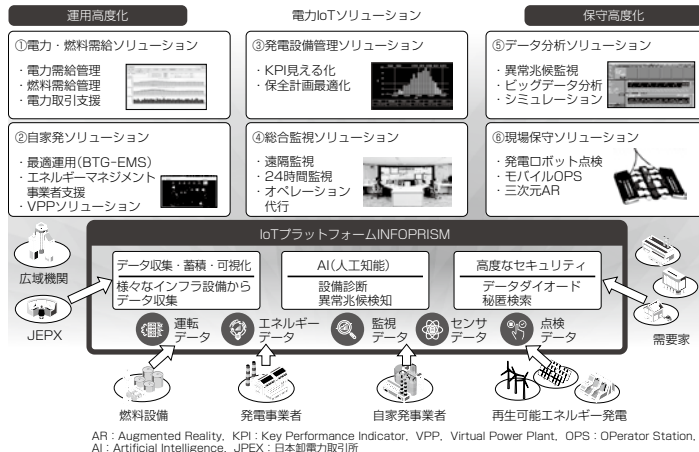 運用高度化
電力IoTソリューション
保守高度化
①電力・燃料需給ソリューション
・電力需給管理
・燃料需給管理
・電力取引支援
③発電設備管理ソリューション
・KPI見える化
・保全計画最適化
⑤データ分析ソリューション
・異常兆候監視
・ビッグデータ分析
・シミュレーション
②自家発ソリューション
・最適運用(BTG-EMS)
・エネルギーマネジメント
事業者支援
・VPPソリューション
④総合監視ソリューション
・遠隔監視
・24時間監視
・オペレーション
代行
⑥現場保守ソリューション
・発電ロボット点検
・モバイルOPS
・三次元AR
IoTプラットフォームINFOPRISM
データ収集・蓄積・可視化
様々なインフラ設備から
データ収集
AI(人工知能)
設備診断
異常兆候検知
高度なセキュリティ
データダイオード
秘匿検索
運転
データ
エネルギー
データ
監視
データ
センサ
データ
点検
データ
広域機関
JEPX
需要家
燃料設備
発電事業者
自家発事業者
再生可能エネルギー発電
AR：Augmented Reality，KPI：Key Performance Indicator，VPP，Virtual Power Plant，OPS：OPerator Station，
AI：Artificial Intelligence，JPEX：日本卸電力取引所